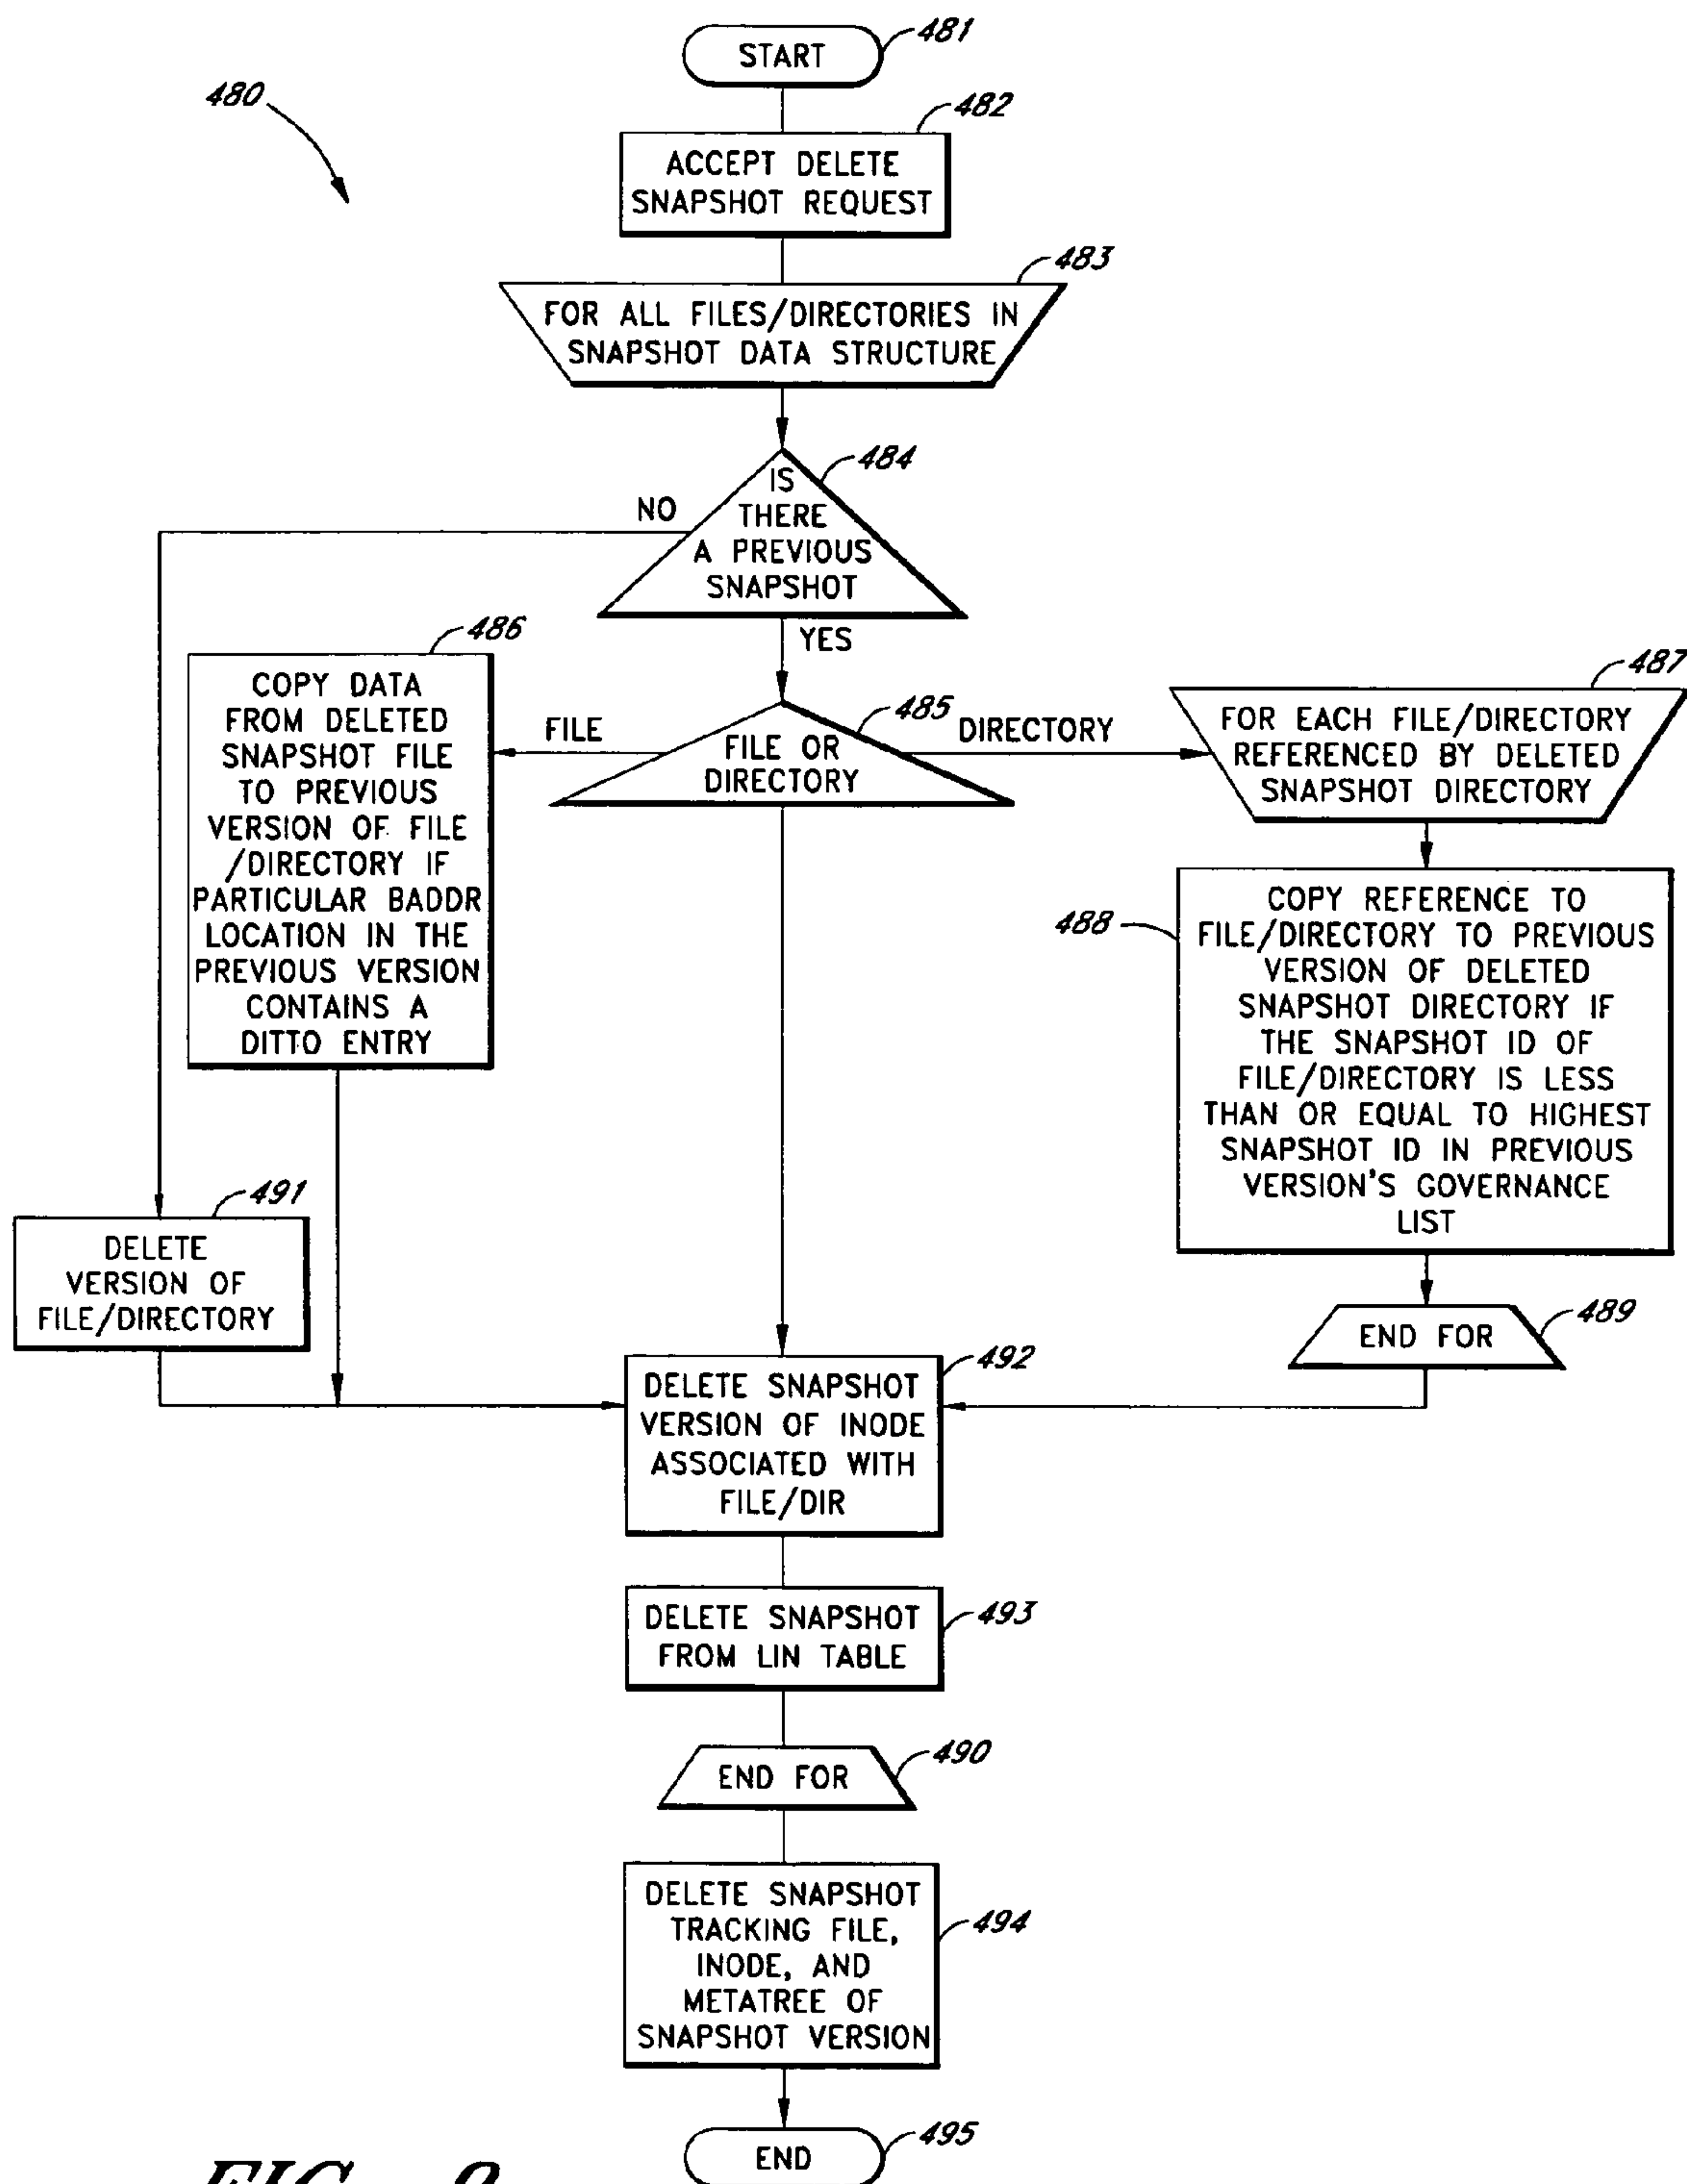 START
481
480
482
ACCEPT DELETE
SNAPSHOT REQUEST
483
FOR ALL FILES/DIRECTORIES IN
SNAPSHOT DATA STRUCTURE
484
IS
THERE
A PREVIOUS
SNAPSHOT
NO
YES
486
COPY DATA
FROM DELETED
SNAPSHOT FILE
TO PREVIOUS
VERSION OF FILE
/DIRECTORY IF
PARTICULAR BADDR
LOCATION IN THE
PREVIOUS VERSION
CONTAINS A
DITTO ENTRY
FILE
485
FILE OR
DIRECTORY
DIRECTORY
487
FOR EACH FILE/DIRECTORY
REFERENCED BY DELETED
SNAPSHOT DIRECTORY
488
COPY REFERENCE TO
FILE/DIRECTORY TO PREVIOUS
VERSION OF DELETED
SNAPSHOT DIRECTORY IF
THE SNAPSHOT ID OF
FILE/DIRECTORY IS LESS
THAN OR EQUAL TO HIGHEST
SNAPSHOT ID IN PREVIOUS
VERSION'S GOVERNANCE
LIST
491
DELETE
VERSION OF
FILE/DIRECTORY
489
END FOR
492
DELETE SNAPSHOT
VERSION OF INODE
ASSOCIATED WITH
FILE/DIR
493
DELETE SNAPSHOT
FROM LIN TABLE
490
END FOR
DELETE SNAPSHOT
TRACKING FILE,
INODE, AND
METATREE OF
SNAPSHOT VERSION
494
END
495